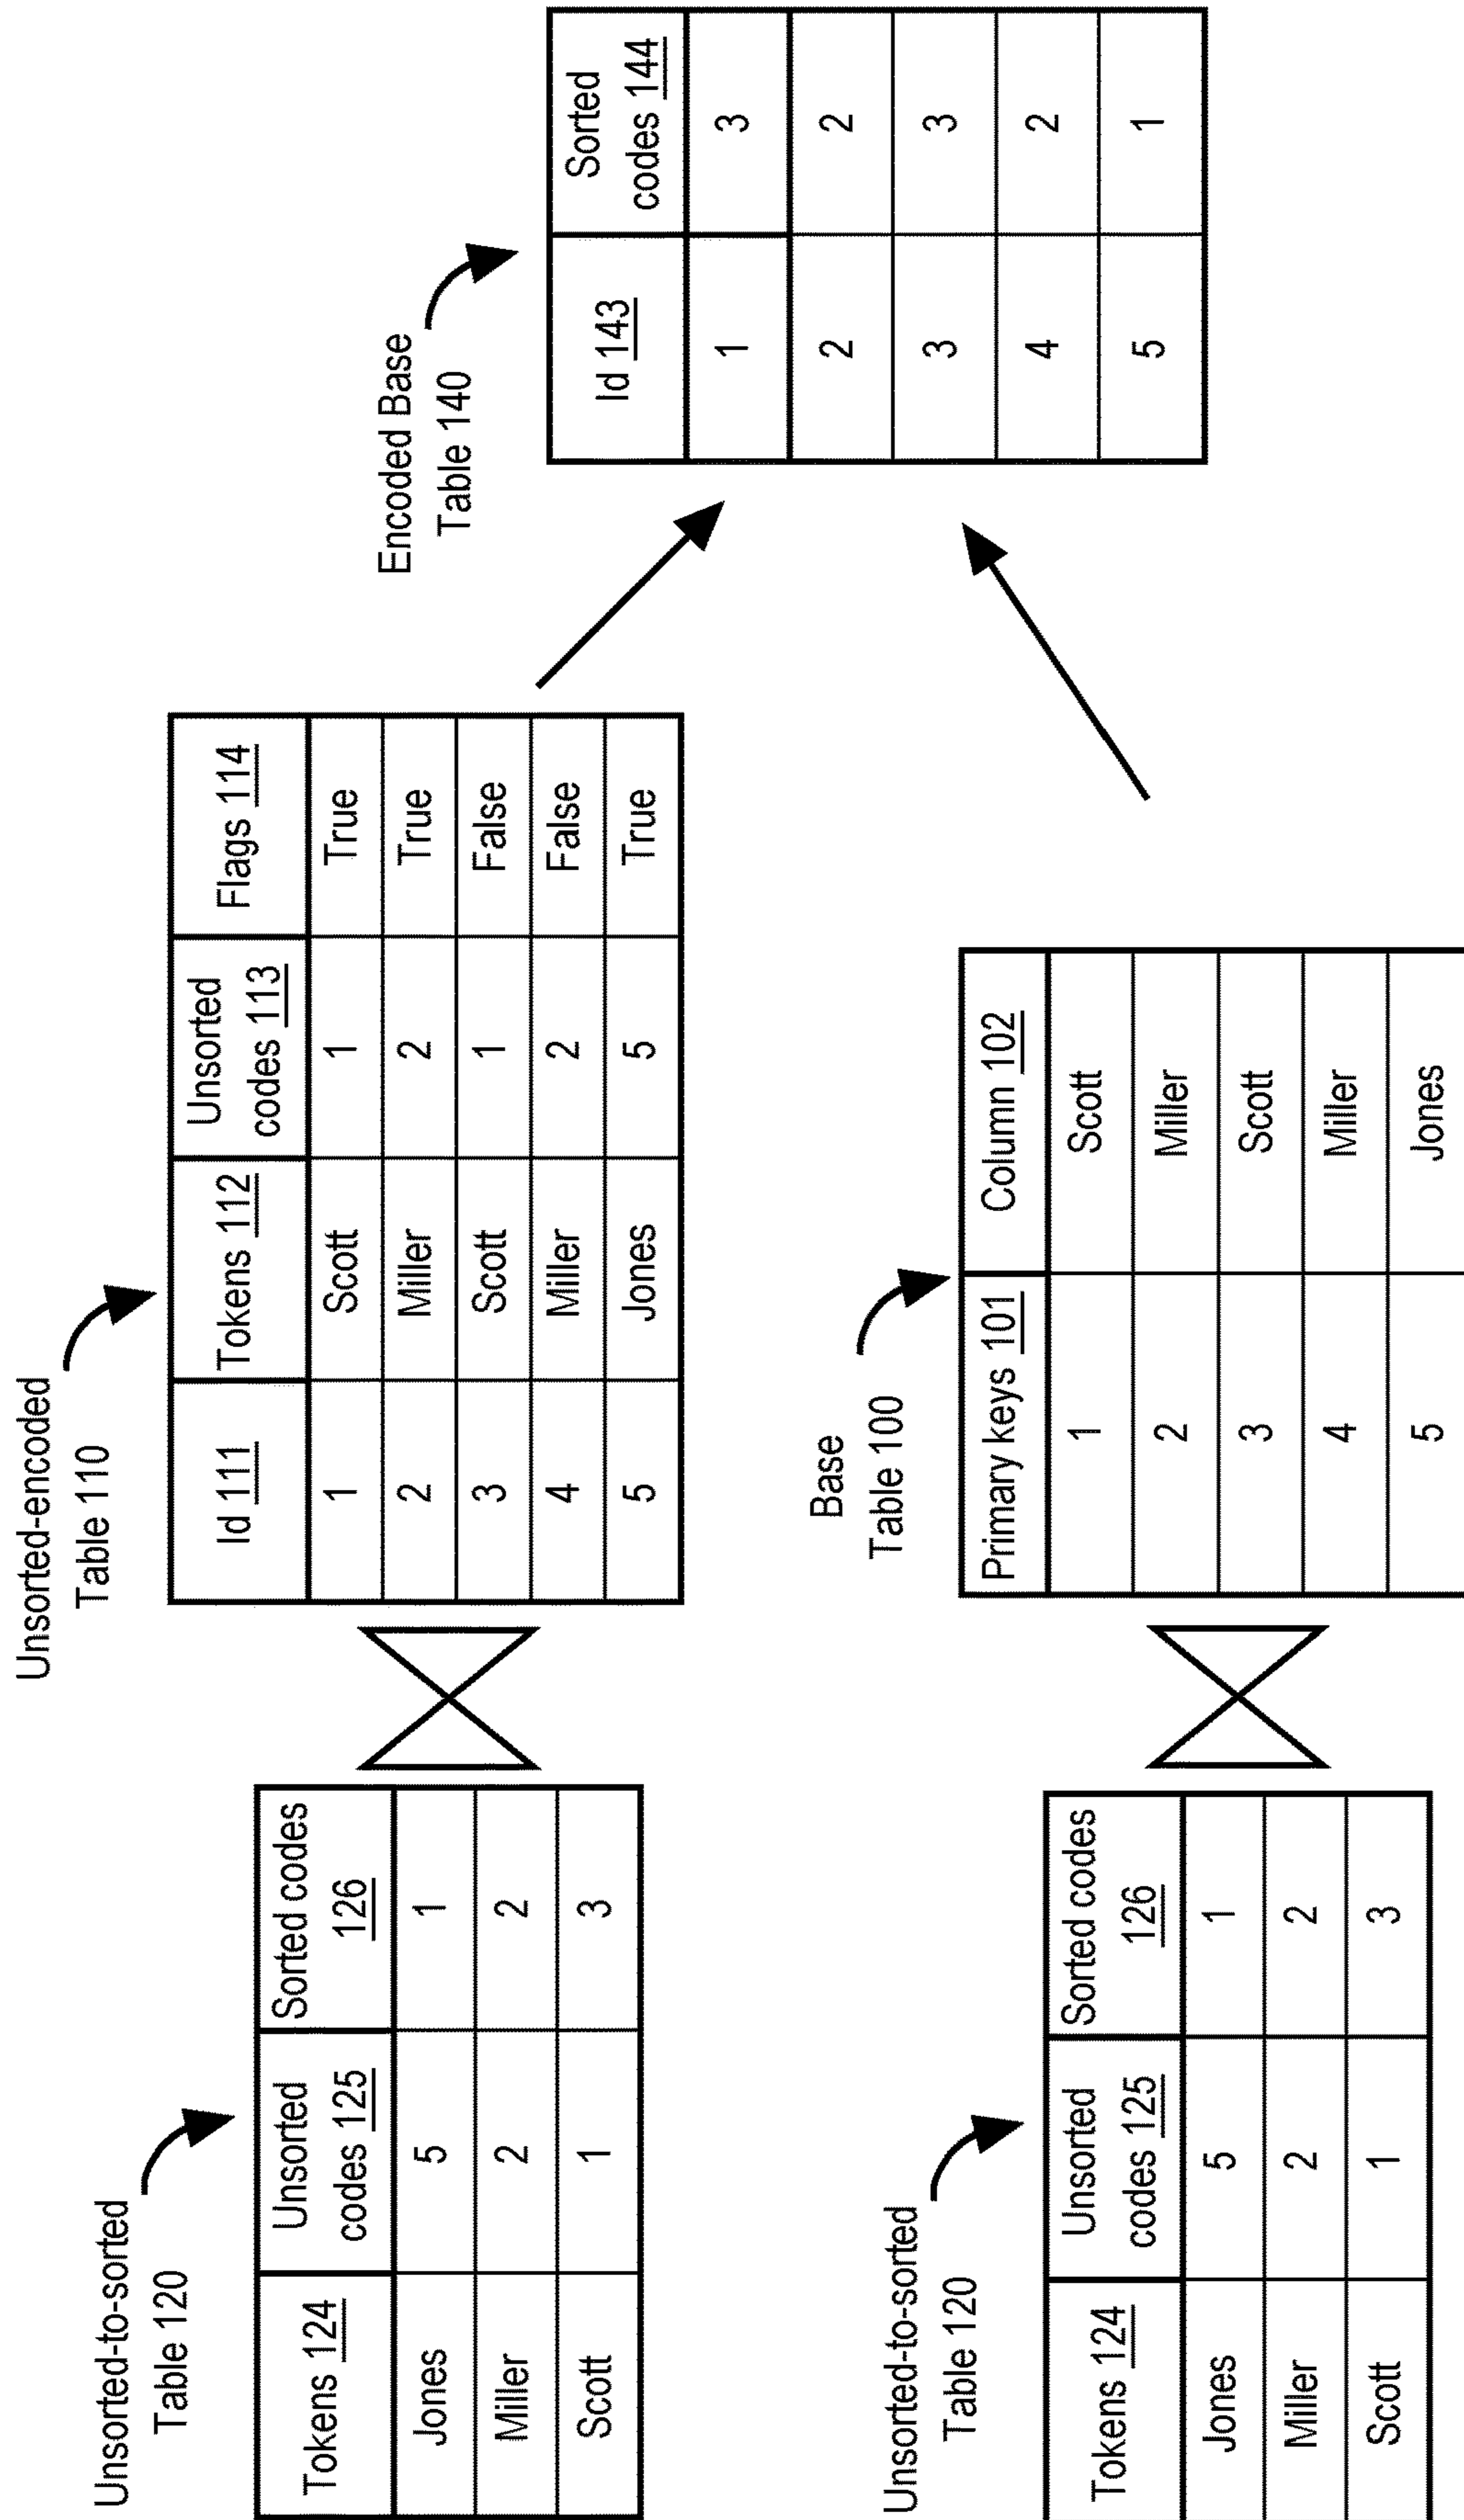 Unsorted-to-sorted
Table 120
Tokens 124
Unsorted
codes 125
Sorted codes
126
Jones 5 1
Miller 2 2
Scott 1 3
Unsorted-encoded
Table 110
Id 111
Tokens 112
Unsorted
codes 113
Flags 114
1 Scott 1 True
2 Miller 2 True
3 Scott 1 False
4 Miller 2 False
5 Jones 5 True
Encoded Base
Table 140
Id 143
Sorted
codes 144
1 3
2 2
3 3
4 2
5 1
Unsorted-to-sorted
Table 120
Tokens 124
Unsorted
codes 125
Sorted codes
126
Jones 5 1
Miller 2 2
Scott 1 3
Base
Table 100
Primary keys 101
Column 102
1 Scott
2 Miller
3 Scott
4 Miller
5 Jones